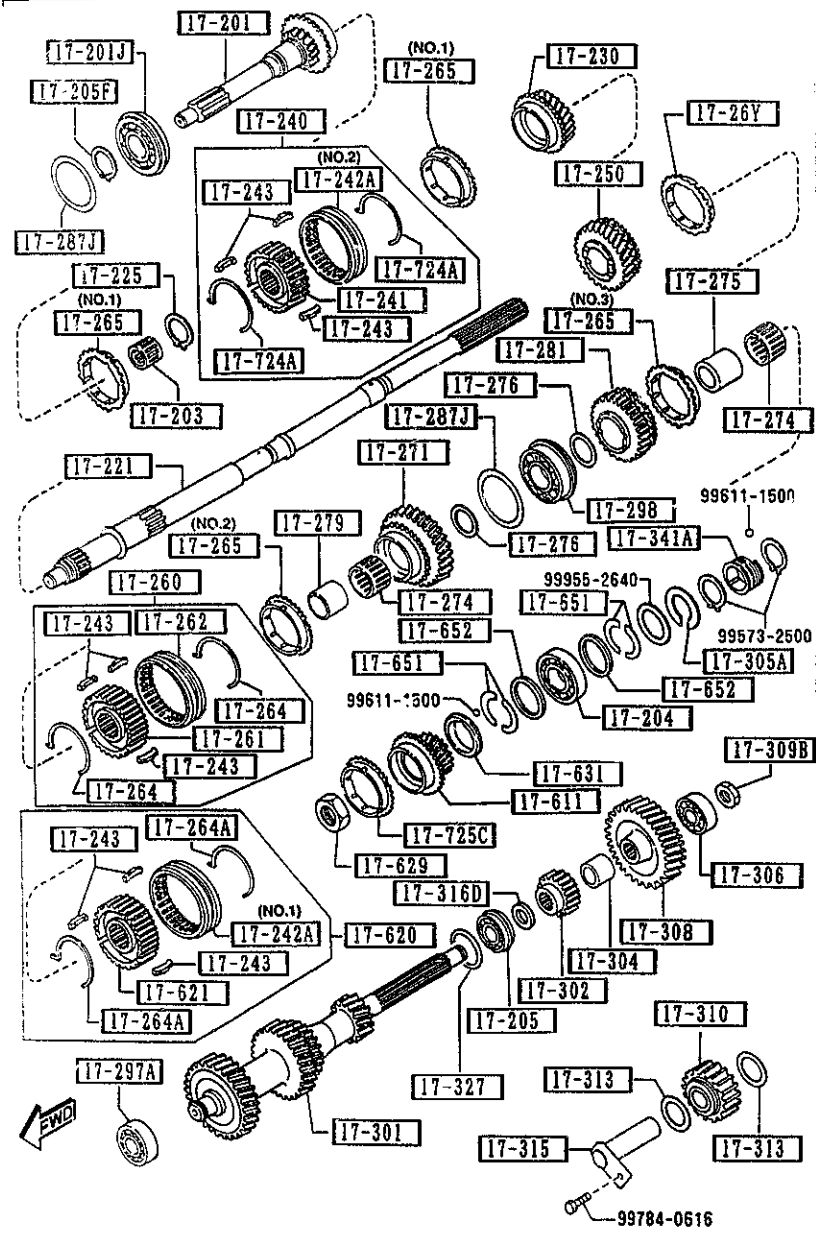 17-201
17-201J
(NO.1)
17-265
17-230
17-205F
17-240
17-26Y
(NO.2)
17-242A
17-243
17-250
17-287J
17-724A
17-225
17-241
17-275
(NO.1)
17-265
17-243
(NO.3)
17-265
17-724A
17-281
17-276
17-203
17-287J
17-274
17-271
17-221
99611-1500
17-279
17-298
(NO.2)
17-265
17-276
17-341A
17-260
99955-2640
17-274
17-651
17-243
17-262
17-652
99573-2500
17-651
17-305A
17-264
99611-1500
17-652
17-204
17-261
17-243
17-309B
17-631
17-264
17-611
17-264A
17-725C
17-243
17-629
17-306
17-316D
(NO.1)
17-242A
17-620
17-308
17-243
17-304
17-621
17-302
17-264A
17-205
17-310
17-297A
17-327
17-313
FWD
17-301
17-315
17-313
99784-0616